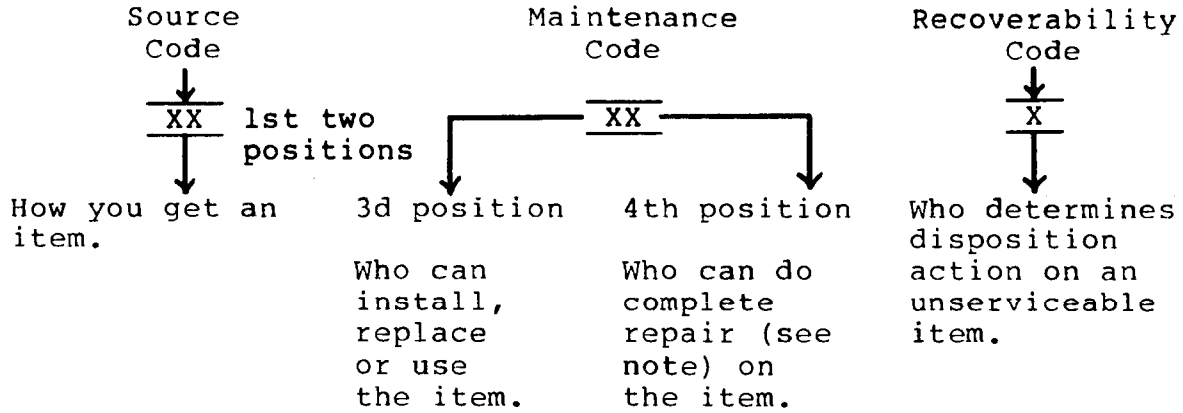 Source
Code
XX
1st two
positions
How you get an
item.
Maintenance
Code
XX
3d position
Who can
install,
replace
or use
the item.
4th position
Who can do
complete
repair (see
note) on
the item.
Recoverability
Code
X
Who determines
disposition
action on an
unserviceable
item.